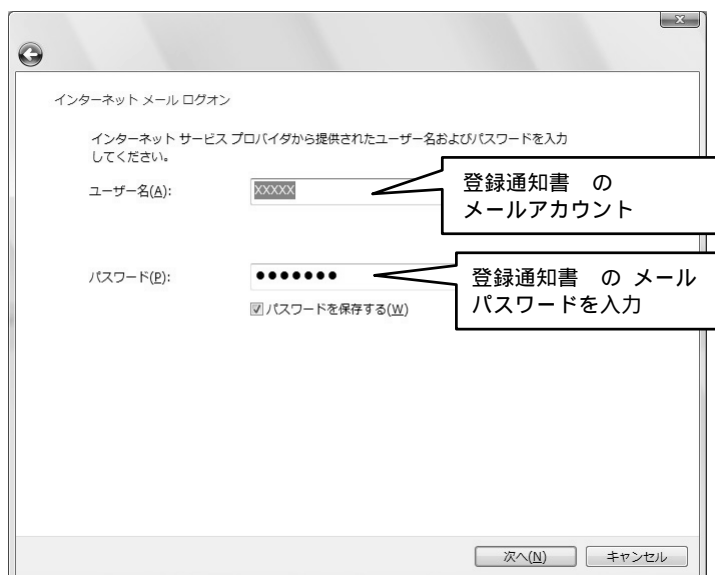 インターネット メール ログオン
インターネット サービス プロバイダから提供されたユーザー名およびパスワードを入力
してください。
ユーザー名(A):
XXXXX
登録通知書 の
メールアカウント
パスワード(P):
●●●●●●●
登録通知書 の メール
パスワードを入力
パスワードを保存する(W)
次へ(N)
キャンセル